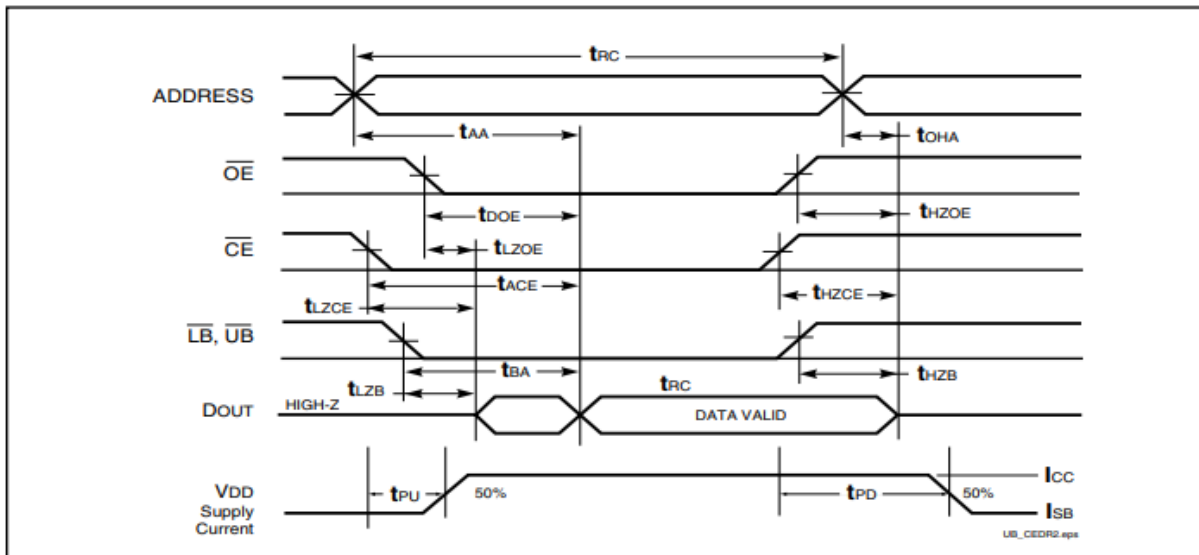 tRC
ADDRESS
tAA
tOHA
OE
tDOE
tHZOE
CE
tLZOE
tACE
tLZCE
tHZCE
LB, UB
tBA
tRC
tHZB
tLZB
DOUT
HIGH-Z
DATA VALID
VDD
Supply
Current
tPU
50%
tPD
50%
ICC
ISB
UB_CEDR2.eps